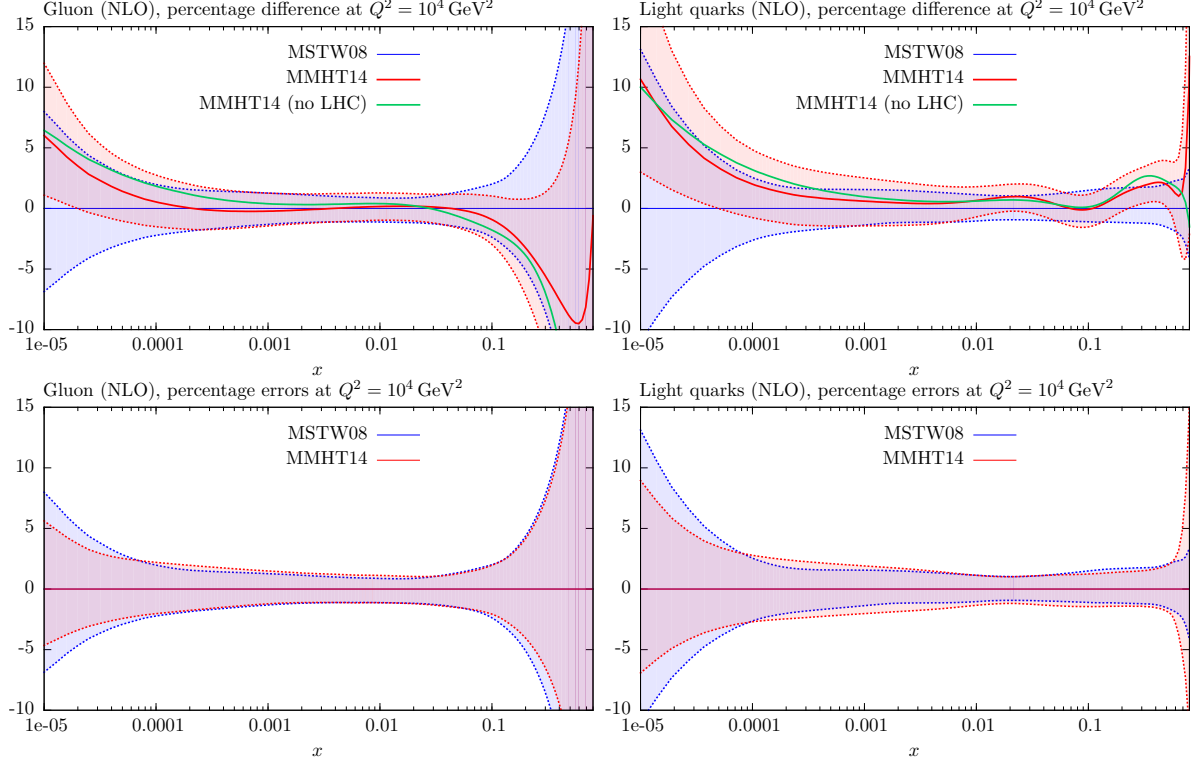 Gluon (NLO), percentage difference at Q² = 10⁴ GeV²
15
10
5
0
-5
-10
1e-05
0.0001
0.001
0.01
0.1
x
MSTW08
MMHT14
MMHT14 (no LHC)
Light quarks (NLO), percentage difference at Q² = 10⁴ GeV²
15
10
5
0
-5
-10
1e-05
0.0001
0.001
0.01
0.1
x
MSTW08
MMHT14
MMHT14 (no LHC)
Gluon (NLO), percentage errors at Q² = 10⁴ GeV²
15
10
5
0
-5
-10
1e-05
0.0001
0.001
0.01
0.1
x
MSTW08
MMHT14
Light quarks (NLO), percentage errors at Q² = 10⁴ GeV²
15
10
5
0
-5
-10
1e-05
0.0001
0.001
0.01
0.1
x
MSTW08
MMHT14